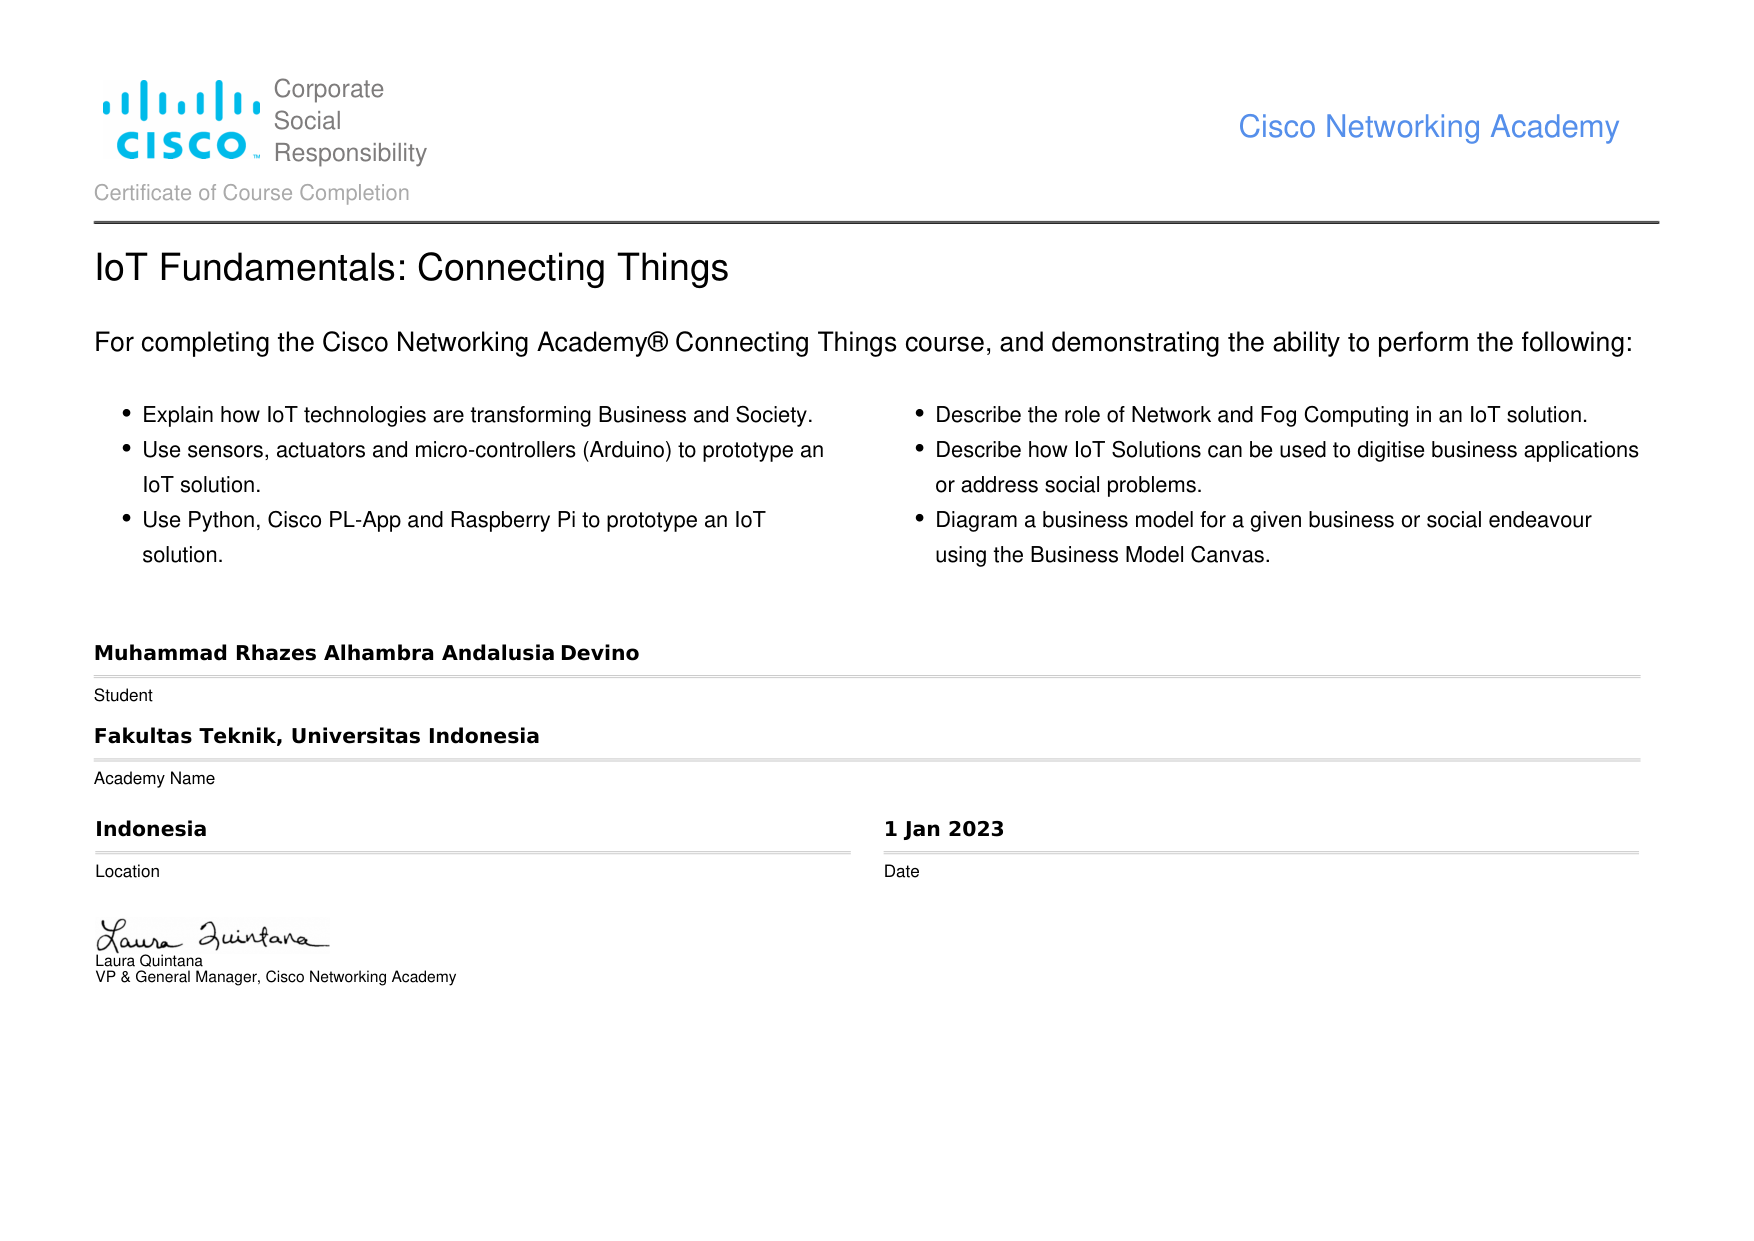 CISCO™
Corporate
Social
Responsibility
Cisco Networking Academy
Certificate of Course Completion
IoT Fundamentals: Connecting Things
For completing the Cisco Networking Academy® Connecting Things course, and demonstrating the ability to perform the following:
• Explain how IoT technologies are transforming Business and Society.
• Use sensors, actuators and micro-controllers (Arduino) to prototype an
IoT solution.
• Use Python, Cisco PL-App and Raspberry Pi to prototype an IoT
solution.
• Describe the role of Network and Fog Computing in an IoT solution.
• Describe how IoT Solutions can be used to digitise business applications
or address social problems.
• Diagram a business model for a given business or social endeavour
using the Business Model Canvas.
Muhammad Rhazes Alhambra Andalusia Devino
Student
Fakultas Teknik, Universitas Indonesia
Academy Name
Indonesia
Location
1 Jan 2023
Date
Laura Quintana
Laura Quintana
VP & General Manager, Cisco Networking Academy